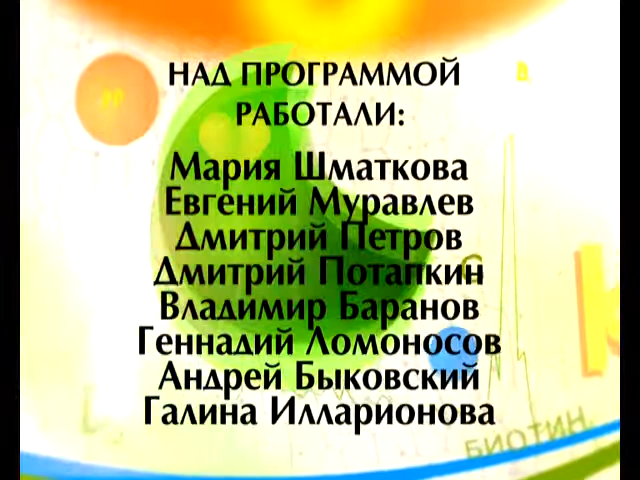 НАД ПРОГРАММОЙ
РАБОТАЛИ:
Мария Шматкова
Евгений Муравлев
Дмитрий Петров
Дмитрий Потапкин
Владимир Баранов
Геннадий Ломоносов
Андрей Быковский
Галина Илларионова
БИОТИН
PP